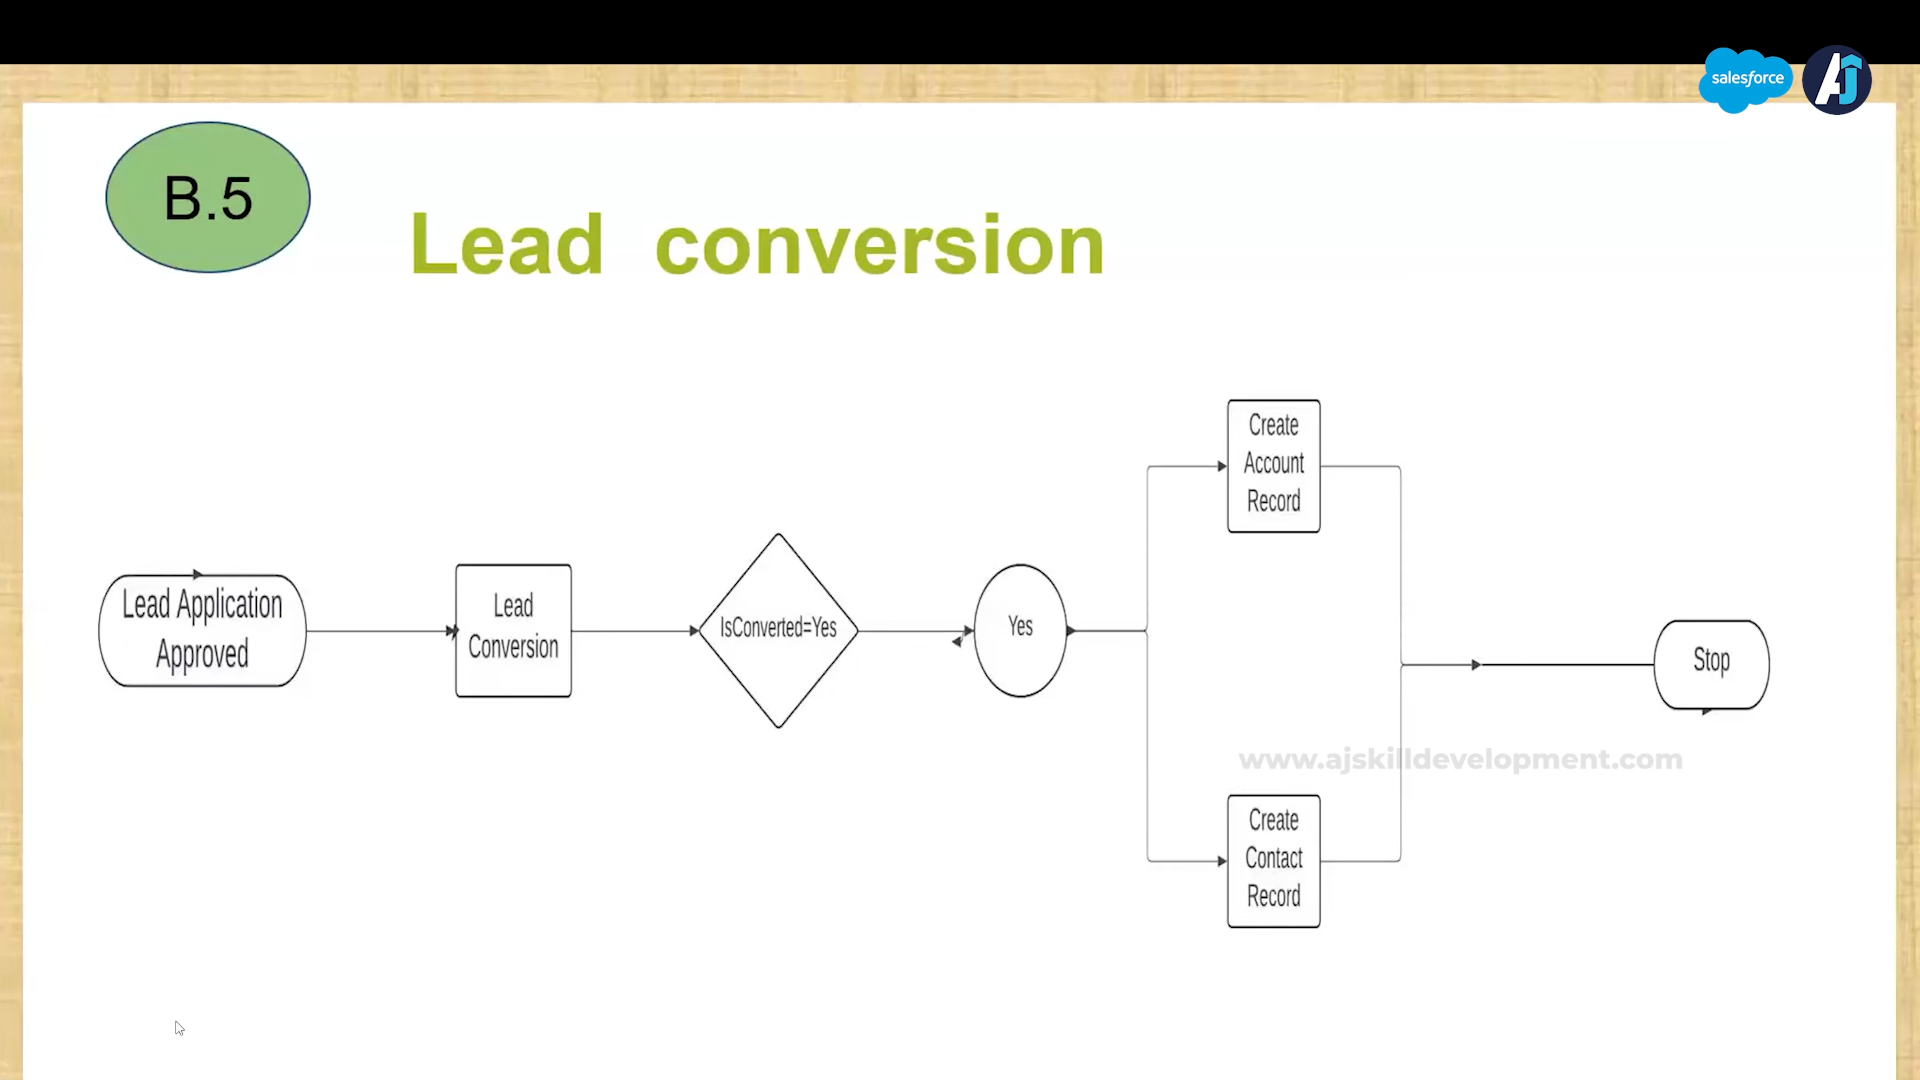 salesforce
AJ
B.5
Lead conversion
Create
Account
Record
Lead Application
Approved
Lead
Conversion
IsConverted=Yes
Yes
Stop
www.ajskilldevelopment.com
Create
Contact
Record